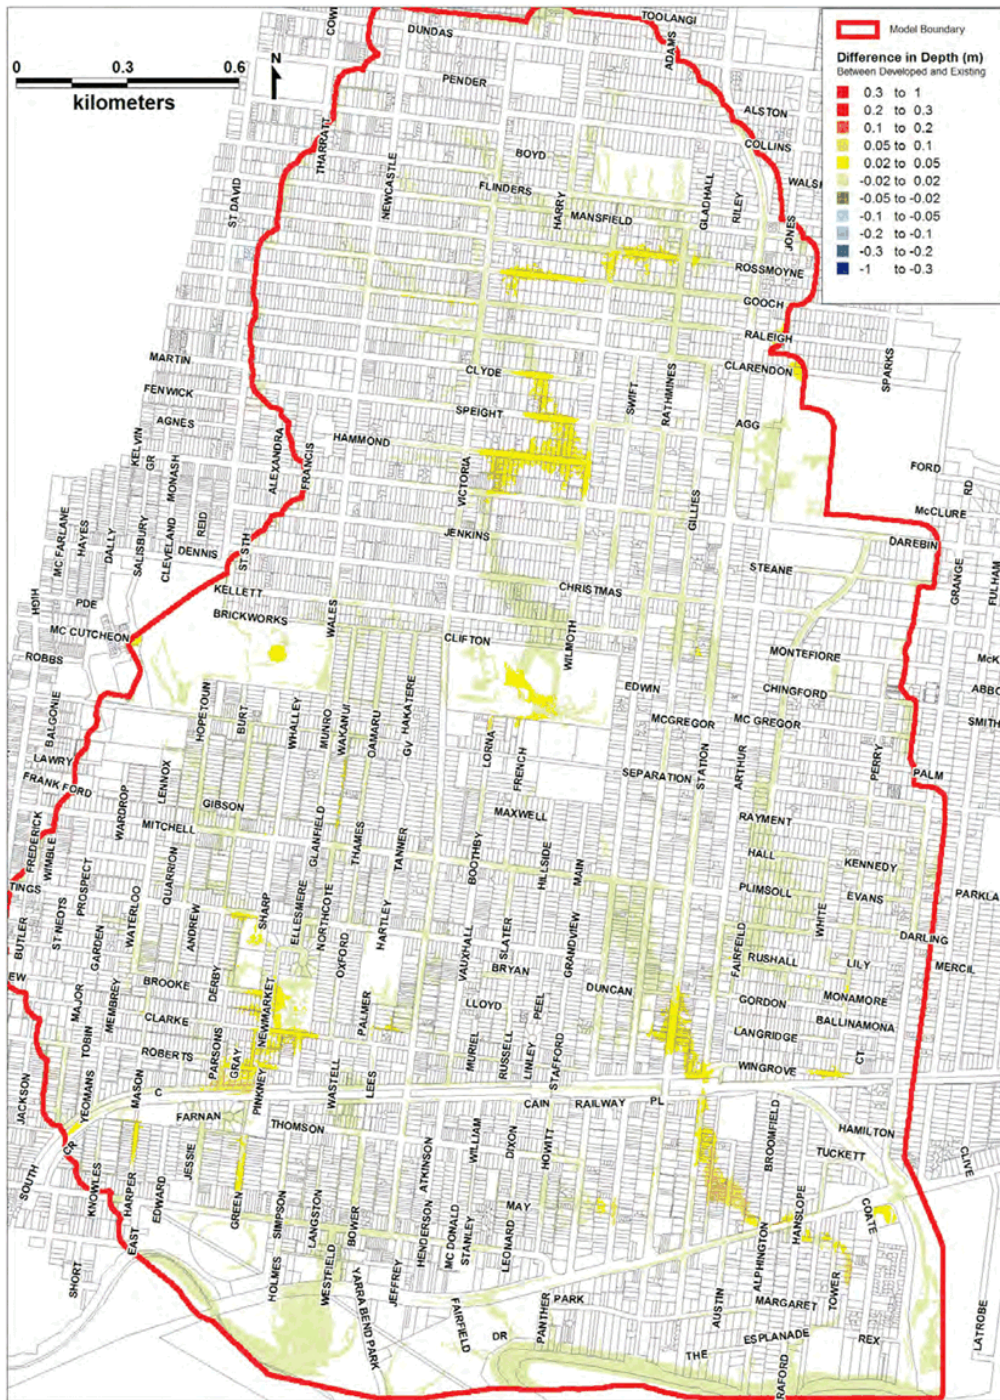 TOOLANGI
COWL
DUNDAS
ADAMS
Model Boundary
Difference in Depth (m)
Between Developed and Existing
0.3 to 1
0.2 to 0.3
0.1 to 0.2
0.05 to 0.1
0.02 to 0.05
-0.02 to 0.02
-0.05 to -0.02
-0.1 to -0.05
-0.2 to -0.1
-0.3 to -0.2
-1 to -0.3
0 0.3 0.6
kilometers
N
PENDER
ALSTON
COLLINS
THARRATT
BOYD
WALSH
NEWCASTLE
FLINDERS
HARRY
GLADHALL
RILEY
ST DAVID
MANSFIELD
JONES
ROSSMOYNE
GOOCH
RALEIGH
MARTIN
CLYDE
CLARENDON
SPARKS
FENWICK
SWIFT
RATHMINES
AGNES
SPEIGHT
AGG
KELVIN
GR
MONASH
ALEXANDRA
FRANCIS
HAMMOND
VICTORIA
FORD
RD
MC FARLANE
HAYES
DALLY
SALISBURY
CLEVELAND
REID
GILLIES
McCLURE
DENNIS
ST STH
JENKINS
DAREBIN
STEANE
GRANGE
FULHAM
HIGH
PDE
KELLETT
CHRISTMAS
BRICKWORKS
WALES
MC CUTCHEON
CLIFTON
WILMOTH
ROBBS
MONTEFIORE
McK
BALGONIE
HOPETOUN
BURT
WHALLEY
MUNRO
WAKANUI
OAMARU
GV HAKATERE
EDWIN
CHINGFORD
ABBO
LORNA
FRENCH
MCGREGOR
MC GREGOR
SMITH
LAWRY
PERRY
PALM
FRANK FORD
LENNOX
SEPARATION
STATION
ARTHUR
WARDROP
GIBSON
MAXWELL
RAYMENT
MITCHELL
GLANFIELD
THAMES
TANNER
FREDERICK
WIMBLE
BOOTHBY
HILLSIDE
MAIN
HALL
KENNEDY
TINGS
PROSPECT
QUARRION
PLIMSOLL
EVANS
PARKLA
BUTLER
ST NEOTS
GARDEN
WATERLOO
ANDREW
SHARP
ELLESMERE
NORTHCOTE
OXFORD
HARTLEY
VAUXHALL
SLATER
GRANDVIEW
WHITE
FAIRFEILD
DARLING
EW
BRYAN
RUSHALL
LILY
MERCIL
MAJOR
MEMBREY
BROOKE
DERBY
NEWMARKET
PALMER
DUNCAN
LLOYD
PEEL
GORDON
MONAMORE
TOBIN
CLARKE
BALLINAMONA
LANGRIDGE
ROBERTS
PARSONS
GRAY
MURIEL
RUSSELL
LINLEY
STAFFORD
CT
JACKSON
YEOMANS
MASON
C
PINKNEY
WASTELL
LEES
WINGROVE
CAIN
RAILWAY
PL
FARNAN
THOMSON
HAMILTON
CR
JESSIE
ATKINSON
WILLIAM
DIXON
HOWITT
BROOMFIELD
TUCKETT
CLIVE
SOUTH
KNOWLES
HARPER
EDWARD
GREEN
SIMPSON
LANGSTON
BOWER
HENDERSON
MC DONALD
STANLEY
MAY
LEONARD
HANSLOPE
COATE
EAST
ALPHINGTON
SHORT
HOLMES
WESTFIELD
YARRA BEND PARK
JEFFREY
FAIRFIELD
PANTHER
PARK
AUSTIN
MARGARET
TOWER
LATROBE
DR
THE
ESPLANADE
REX
RAFORD